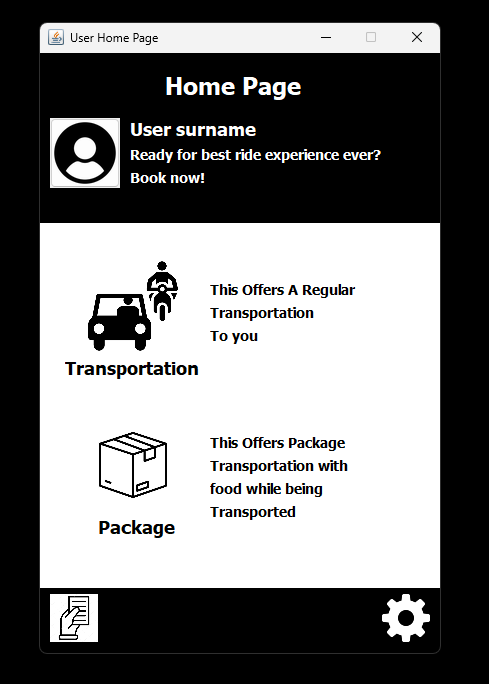 User Home Page
Home Page
User surname
Ready for best ride experience ever?
Book now!
This Offers A Regular
Transportation
To you
Transportation
This Offers Package
Transportation with
food while being
Transported
Package